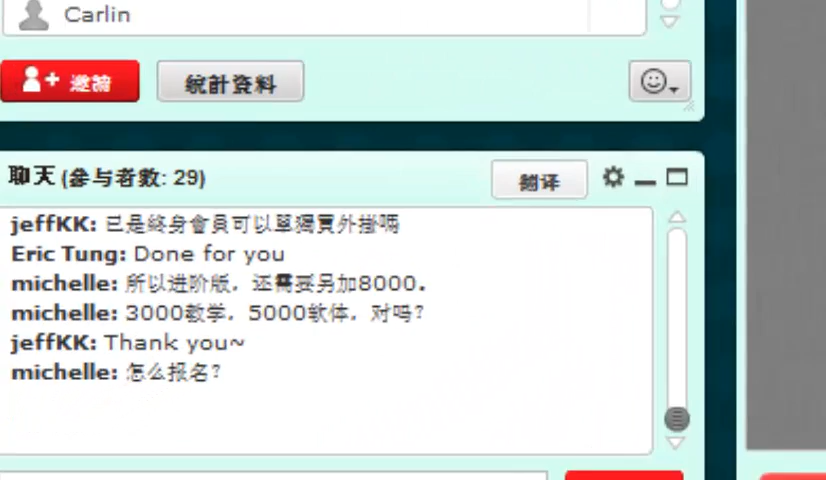 Carlin
邀請
統計資料
聊天 (參与者數: 29)
翻译
jeffKK: 已是終身會員可以單獨買外掛嗎
Eric Tung: Done for you
michelle: 所以进阶版，还需要另加8000。
michelle: 3000教学，5000软体，对吗？
jeffKK: Thank you~
michelle: 怎么报名？